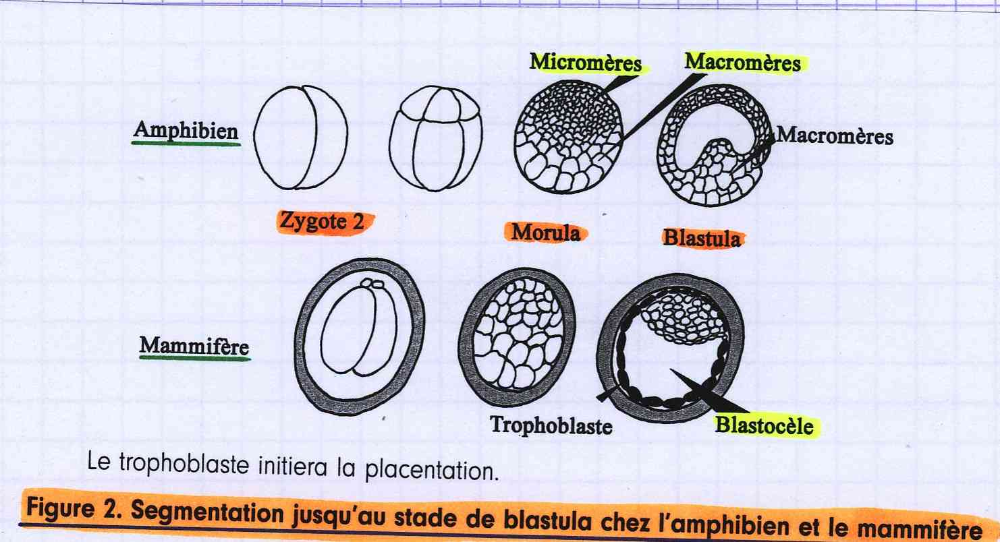 Micromères
Macromères
Amphibien
Macromères
Zygote 2
Morula
Blastula
Mammifère
Trophoblaste
Blastocèle
Le trophoblaste initiera la placentation.
Figure 2. Segmentation jusqu'au stade de blastula chez l'amphibien et le mammifère